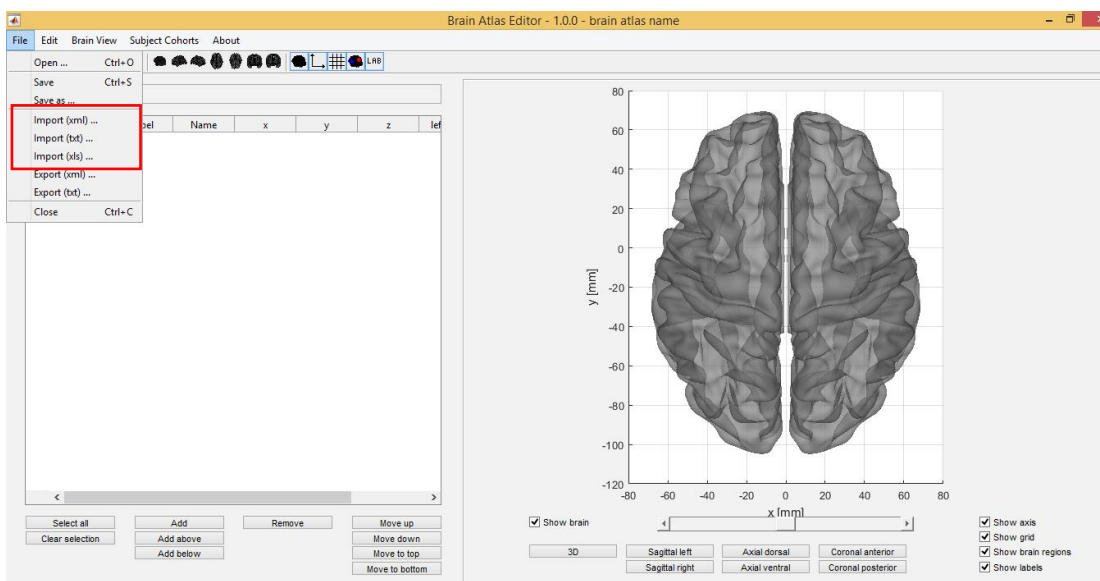 Brain Atlas Editor - 1.0.0 - brain atlas name
File Edit Brain View Subject Cohorts About
Open ... Ctrl+O
LAB
Save Ctrl+S
Save as ...
Import (xml) ...
Import (txt) ...
Import (xls) ...
Export (xml) ...
Export (txt) ...
Close Ctrl+C
bel Name x y z lef
80
60
40
20
0
-20
-40
-60
-80
-100
-120
y [mm]
-80 -60 -40 -20 0 20 40 60 80
x [mm]
Select all Add Remove Move up
Clear selection Add above Move down
Add below Move to top
Move to bottom
Show brain
3D Sagittal left Axial dorsal Coronal anterior
Sagittal right Axial ventral Coronal posterior
Show axis
Show grid
Show brain regions
Show labels